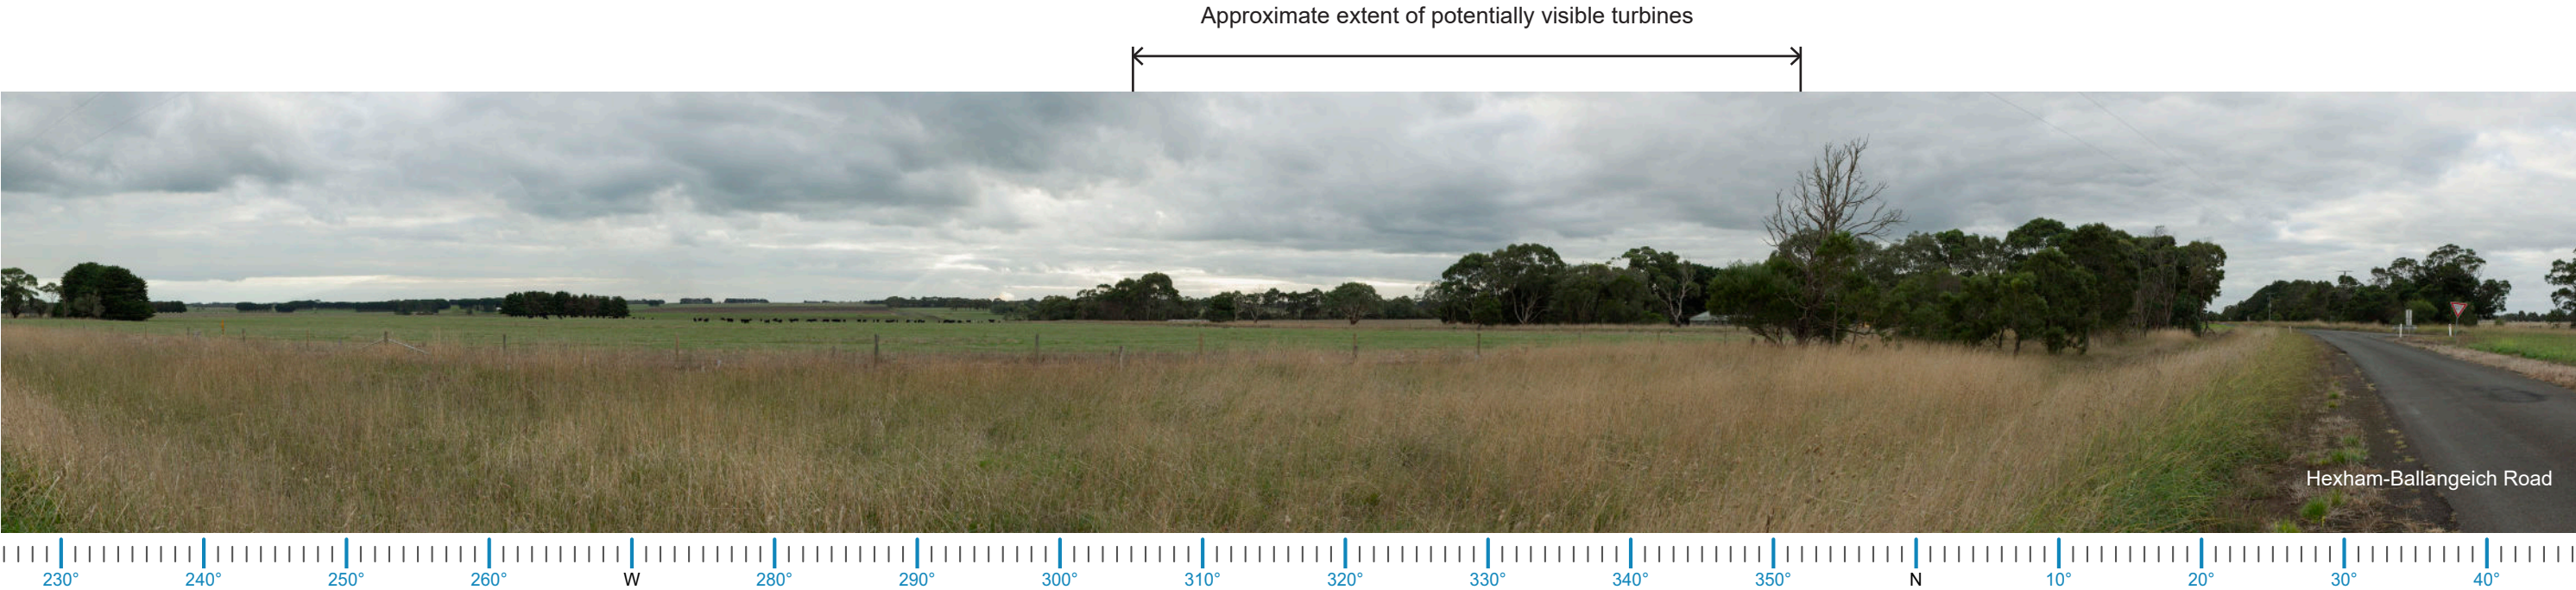 Approximate extent of potentially visible turbines
Hexham-Ballangeich Road
230° 240° 250° 260° W 280° 290° 300° 310° 320° 330° 340° 350° N 10° 20° 30° 40°